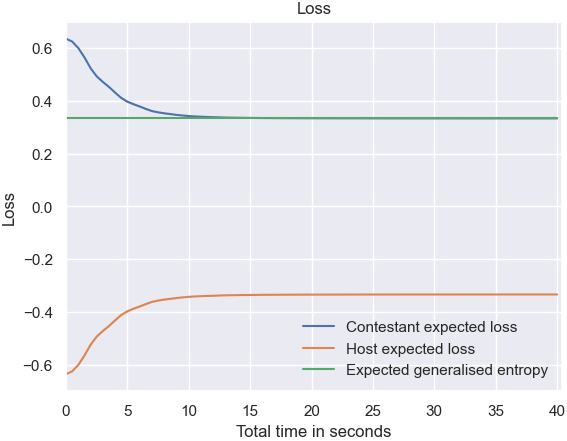 Loss
0.6
0.4
0.2
0.0
−0.2
−0.4
−0.6
Loss
Contestant expected loss
Host expected loss
Expected generalised entropy
0 5 10 15 20 25 30 35 40
Total time in seconds